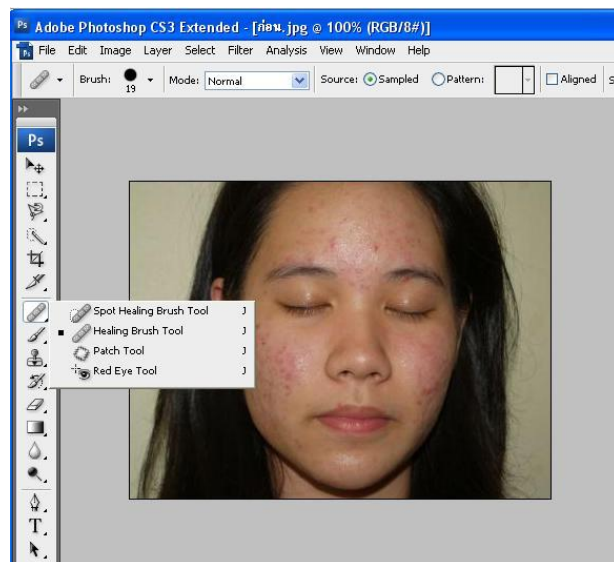 Ps Adobe Photoshop CS3 Extended - [ก่อน.jpg @ 100% (RGB/8#)]
Ps File Edit Image Layer Select Filter Analysis View Window Help
Brush: 19 Mode: Normal Source: Sampled Pattern: Aligned S
Ps
Spot Healing Brush Tool J
Healing Brush Tool J
Patch Tool J
Red Eye Tool J
T